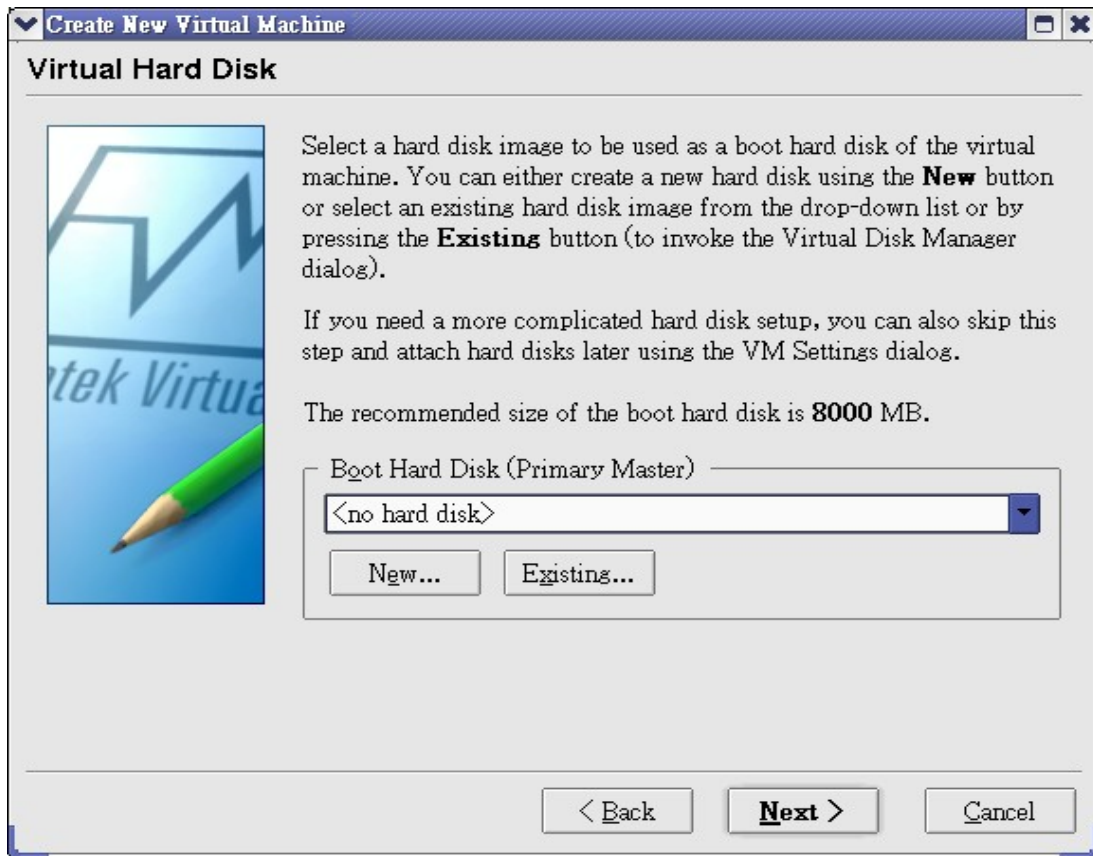 Create New Virtual Machine
Virtual Hard Disk
Select a hard disk image to be used as a boot hard disk of the virtual
machine. You can either create a new hard disk using the New button
or select an existing hard disk image from the drop-down list or by
pressing the Existing button (to invoke the Virtual Disk Manager
dialog).
If you need a more complicated hard disk setup, you can also skip this
step and attach hard disks later using the VM Settings dialog.
tek Virtua
The recommended size of the boot hard disk is 8000 MB.
Boot Hard Disk (Primary Master)
<no hard disk>
New...
Existing...
< Back
Next >
Cancel